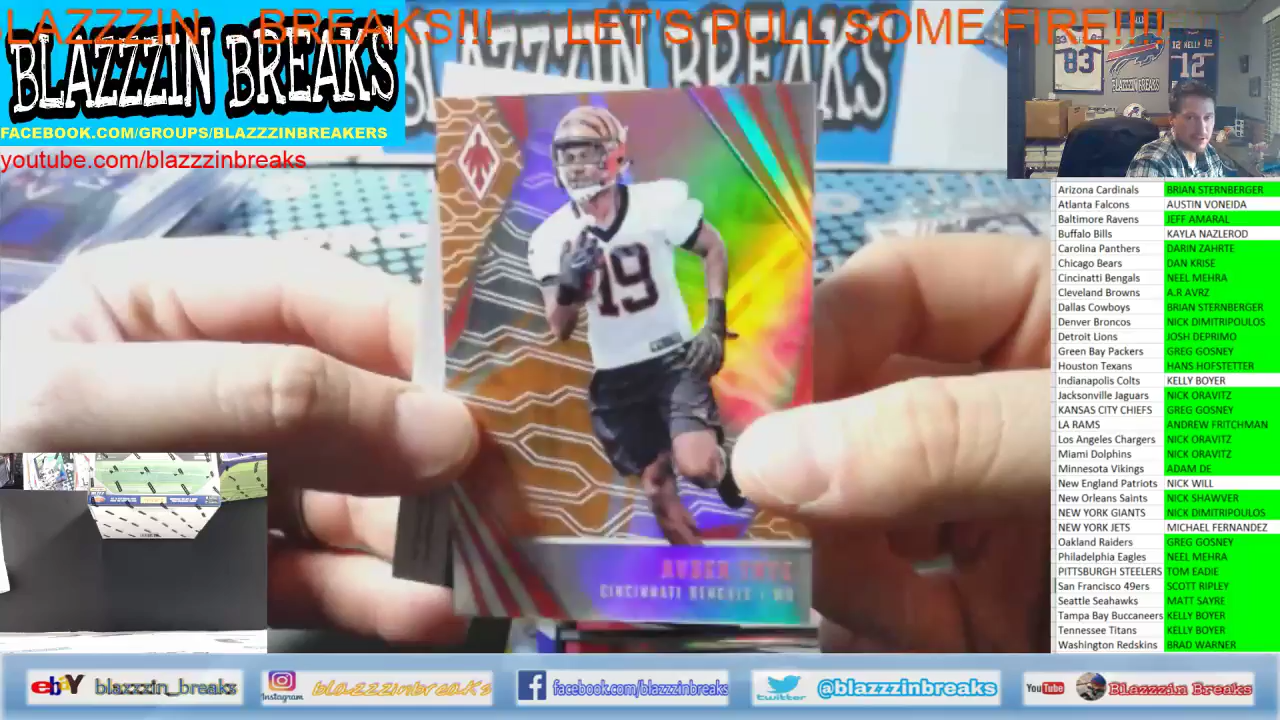 LAZZZIN BREAKS!!! LET'S PULL SOME FIRE!!!!
BLAZZZIN BREAKS
FACEBOOK.COM/GROUPS/BLAZZZINBREAKERS
youtube.com/blazzzinbreaks
83
12 KELLY 12
12
19
AUDEN TATE
CINCINNATI BENGALS / WR
Arizona Cardinals BRIAN STERNBERGER
Atlanta Falcons AUSTIN VONEIDA
Baltimore Ravens JEFF AMARAL
Buffalo Bills KAYLA NAZLEROD
Carolina Panthers DARIN ZAHRTE
Chicago Bears DAN KRISE
Cincinatti Bengals NEEL MEHRA
Cleveland Browns A.R AVRZ
Dallas Cowboys BRIAN STERNBERGER
Denver Broncos NICK DIMITRIPOULOS
Detroit Lions JOSH DEPRIMO
Green Bay Packers GREG GOSNEY
Houston Texans HANS HOFSTETTER
Indianapolis Colts KELLY BOYER
Jacksonville Jaguars NICK ORAVITZ
KANSAS CITY CHIEFS GREG GOSNEY
LA RAMS ANDREW FRITCHMAN
Los Angeles Chargers NICK ORAVITZ
Miami Dolphins NICK ORAVITZ
Minnesota Vikings ADAM DE
New England Patriots NICK WILL
New Orleans Saints NICK SHAWVER
NEW YORK GIANTS NICK DIMITRIPOULOS
NEW YORK JETS MICHAEL FERNANDEZ
Oakland Raiders GREG GOSNEY
Philadelphia Eagles NEEL MEHRA
PITTSBURGH STEELERS TOM EADIE
San Francisco 49ers SCOTT RIPLEY
Seattle Seahawks MATT SAYRE
Tampa Bay Buccaneers KELLY BOYER
Tennessee Titans KELLY BOYER
Washington Redskins BRAD WARNER
ebay blazzzin_breaks
Instagram blazzzinbreaks
facebook.com/blazzzinbreaks
twitter @blazzzinbreaks
YouTube Blazzzin Breaks